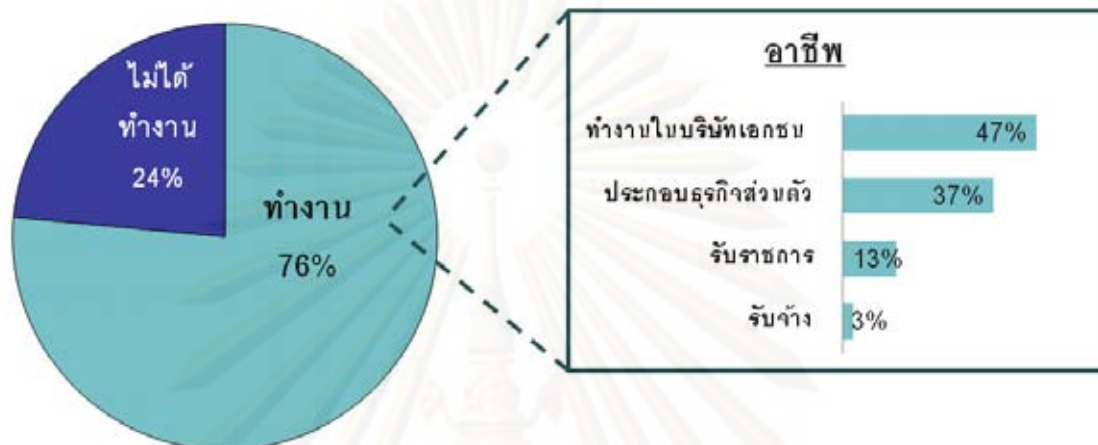 ไม่ได้
ทำงาน
24%
ทำงาน
76%
อาชีพ
ทำงานในบริษัทเอกชน 47%
ประกอบธุรกิจส่วนตัว 37%
รับราชการ 13%
รับจ้าง 3%